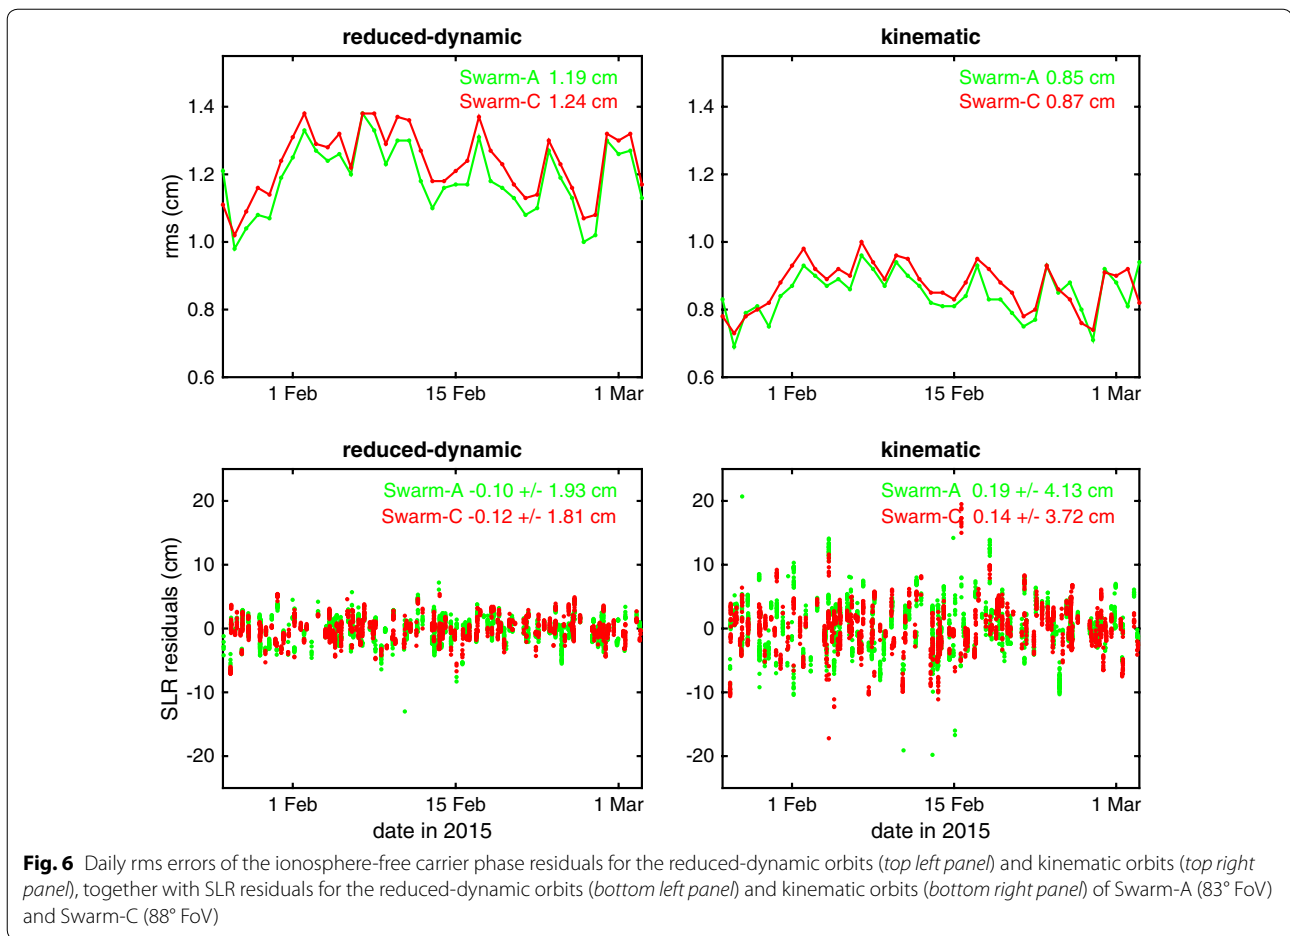 reduced-dynamic
Swarm-A 1.19 cm
Swarm-C 1.24 cm
rms (cm)
1.4
1.2
1.0
0.8
0.6
1 Feb
15 Feb
1 Mar
kinematic
Swarm-A 0.85 cm
Swarm-C 0.87 cm
1.4
1.2
1.0
0.8
0.6
1 Feb
15 Feb
1 Mar
reduced-dynamic
Swarm-A -0.10 +/- 1.93 cm
Swarm-C -0.12 +/- 1.81 cm
SLR residuals (cm)
20
10
0
-10
-20
1 Feb
15 Feb
1 Mar
date in 2015
kinematic
Swarm-A 0.19 +/- 4.13 cm
Swarm-C 0.14 +/- 3.72 cm
20
10
0
-10
-20
1 Feb
15 Feb
1 Mar
date in 2015
Fig. 6 Daily rms errors of the ionosphere-free carrier phase residuals for the reduced-dynamic orbits (top left panel) and kinematic orbits (top right
panel), together with SLR residuals for the reduced-dynamic orbits (bottom left panel) and kinematic orbits (bottom right panel) of Swarm-A (83° FoV)
and Swarm-C (88° FoV)